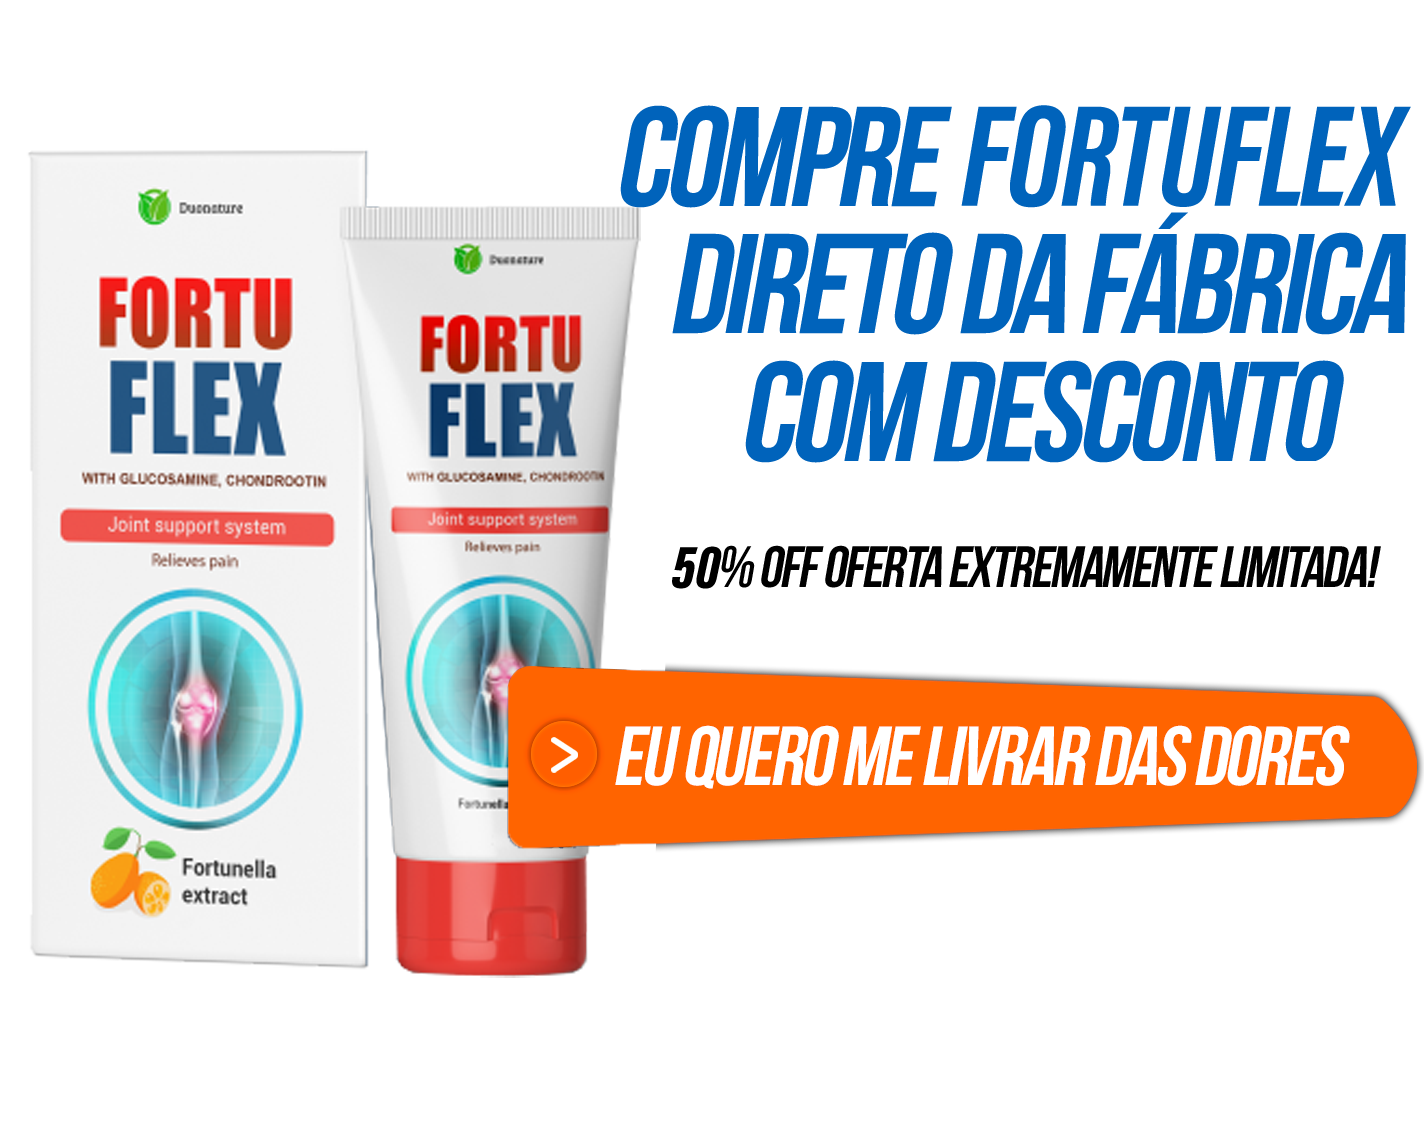 Duonature
FORTU
FLEX
WITH GLUCOSAMINE, CHONDROOTIN
Joint support system
Relieves pain
Fortunella
extract
Duonature
FORTU
FLEX
WITH GLUCOSAMINE, CHONDROOTIN
Joint support system
Relieves pain
Fortunella
COMPRE FORTUFLEX
DIRETO DA FÁBRICA
COM DESCONTO
50% OFF OFERTA EXTREMAMENTE LIMITADA!
> EU QUERO ME LIVRAR DAS DORES